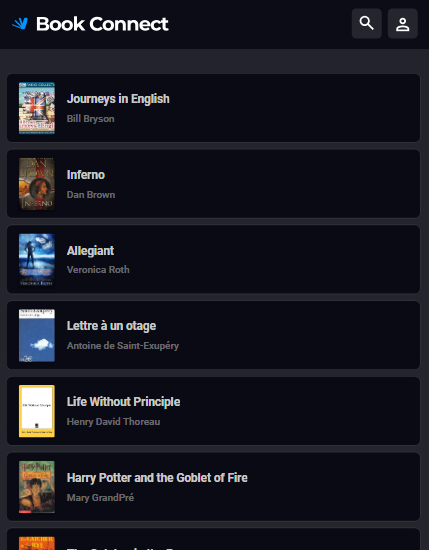 Book Connect
Journeys in English
Bill Bryson
Inferno
Dan Brown
Allegiant
Veronica Roth
Lettre à un otage
Antoine de Saint-Exupéry
Life Without Principle
Henry David Thoreau
Harry Potter and the Goblet of Fire
Mary GrandPré